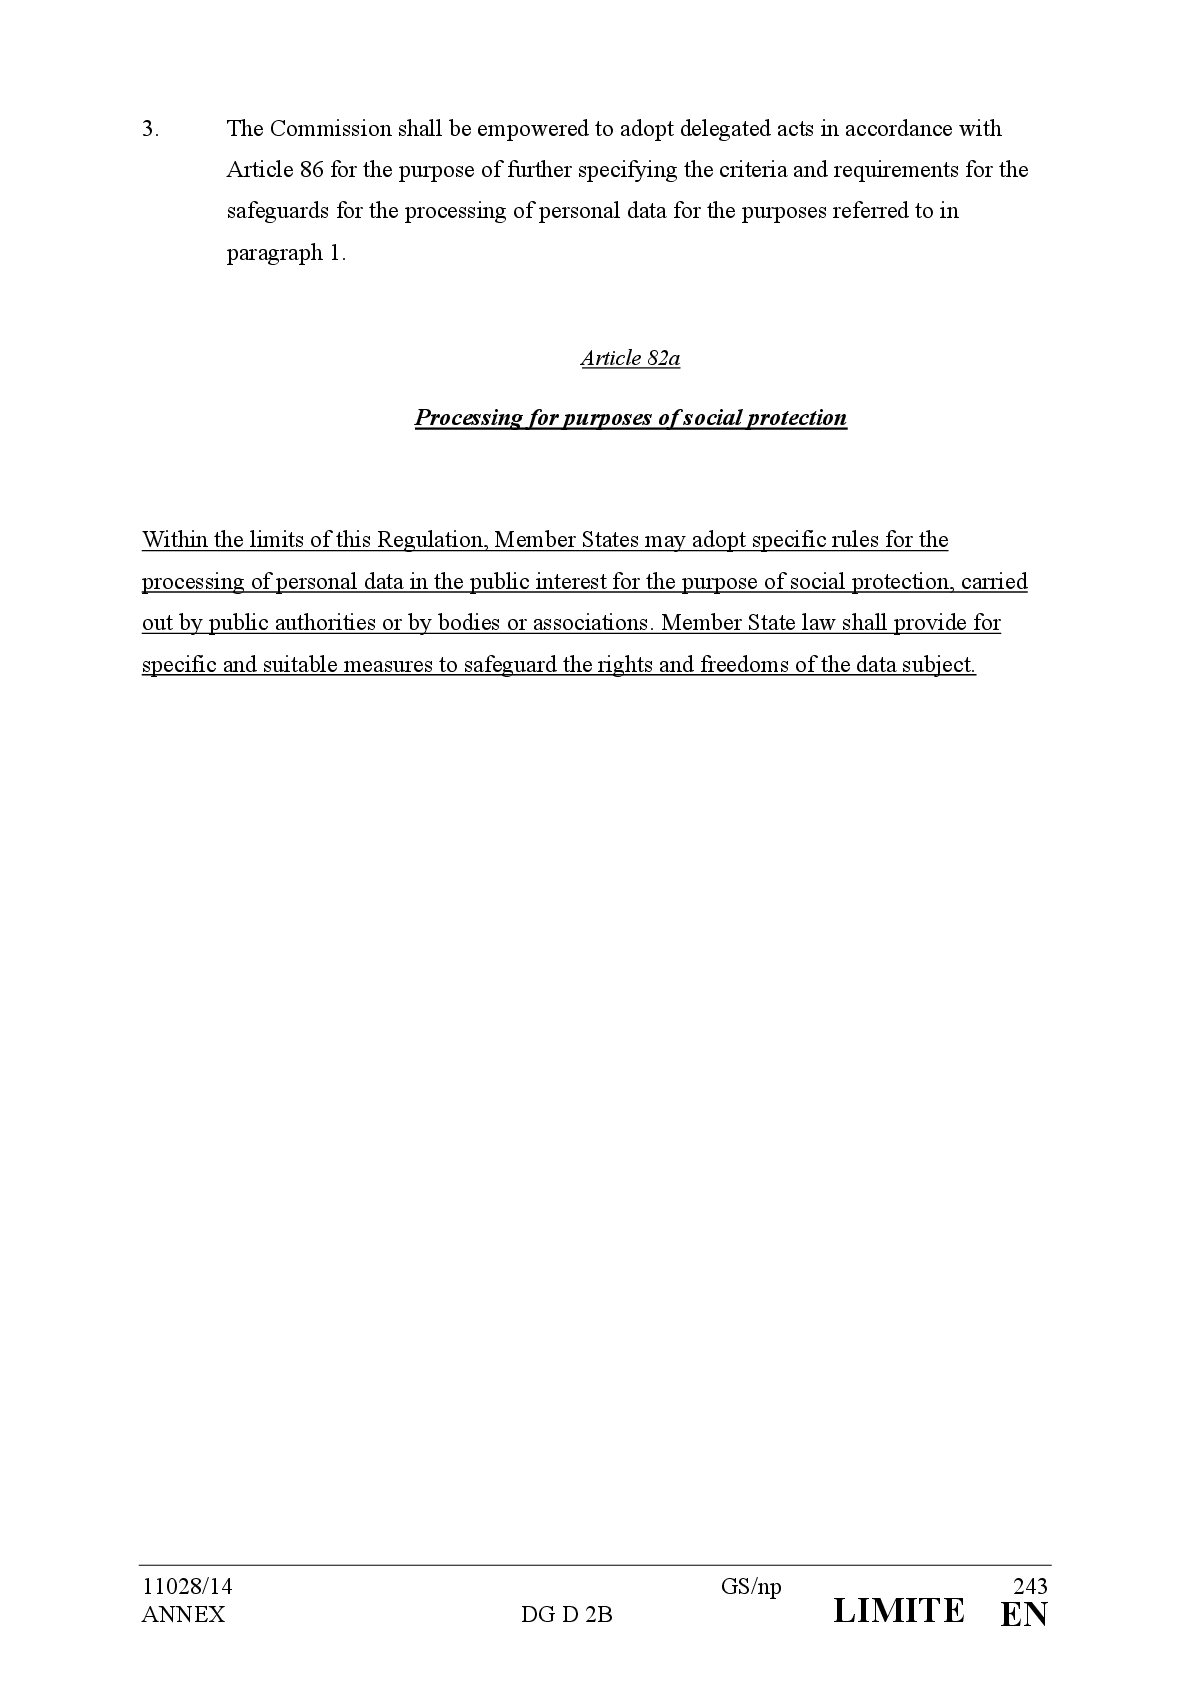 3. The Commission shall be empowered to adopt delegated acts in accordance with
Article 86 for the purpose of further specifying the criteria and requirements for the
safeguards for the processing of personal data for the purposes referred to in
paragraph 1.
Article 82a
Processing for purposes of social protection
Within the limits of this Regulation, Member States may adopt specific rules for the
processing of personal data in the public interest for the purpose of social protection, carried
out by public authorities or by bodies or associations. Member State law shall provide for
specific and suitable measures to safeguard the rights and freedoms of the data subject.
11028/14 GS/np 243
ANNEX DG D 2B LIMITE EN